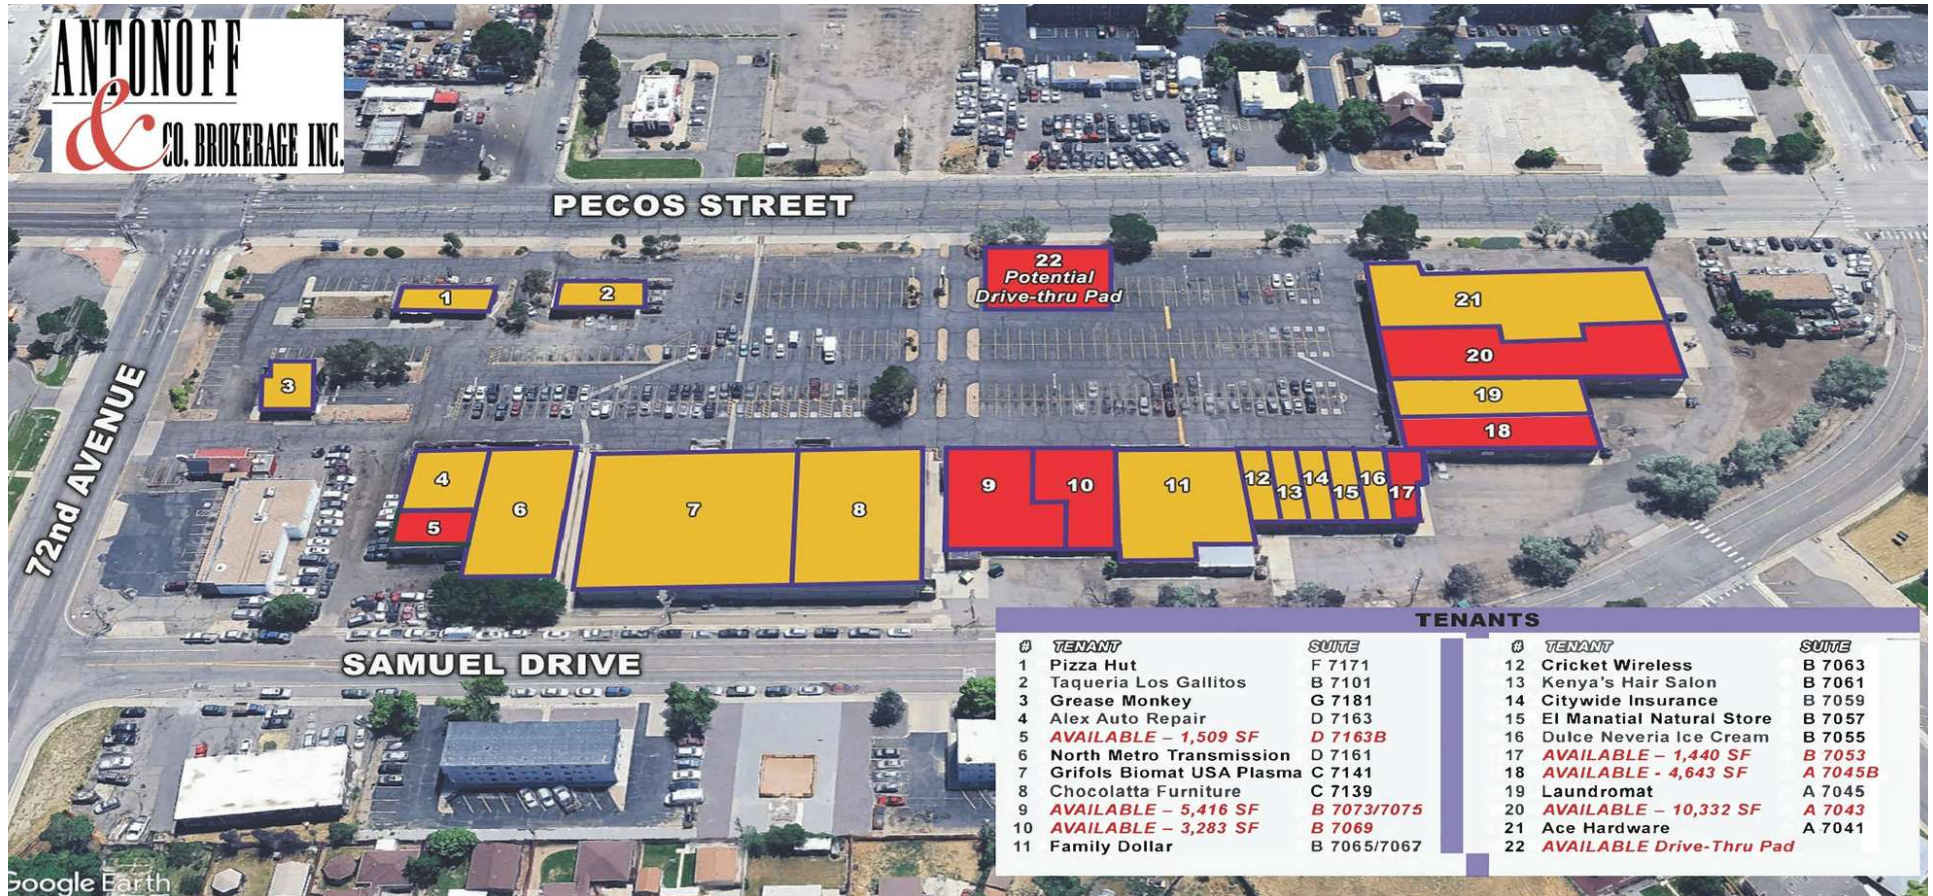 ANTONOFF
& CO. BROKERAGE INC.
PECOS STREET
22
Potential
Drive-thru Pad
1
2
21
20
3
19
18
72nd AVENUE
4
5
6
7
8
9
10
11
12
13
14
15
16
17
SAMUEL DRIVE
TENANTS
# TENANT SUITE
1 Pizza Hut F 7171
2 Taqueria Los Gallitos B 7101
3 Grease Monkey G 7181
4 Alex Auto Repair D 7163
5 AVAILABLE – 1,509 SF D 7163B
6 North Metro Transmission D 7161
7 Grifols Biomat USA Plasma C 7141
8 Chocolatta Furniture C 7139
9 AVAILABLE – 5,416 SF B 7073/7075
10 AVAILABLE – 3,283 SF B 7069
11 Family Dollar B 7065/7067
# TENANT SUITE
12 Cricket Wireless B 7063
13 Kenya's Hair Salon B 7061
14 Citywide Insurance B 7059
15 El Manatial Natural Store B 7057
16 Dulce Neveria Ice Cream B 7055
17 AVAILABLE – 1,440 SF B 7053
18 AVAILABLE - 4,643 SF A 7045B
19 Laundromat A 7045
20 AVAILABLE – 10,332 SF A 7043
21 Ace Hardware A 7041
22 AVAILABLE Drive-Thru Pad
Google Earth